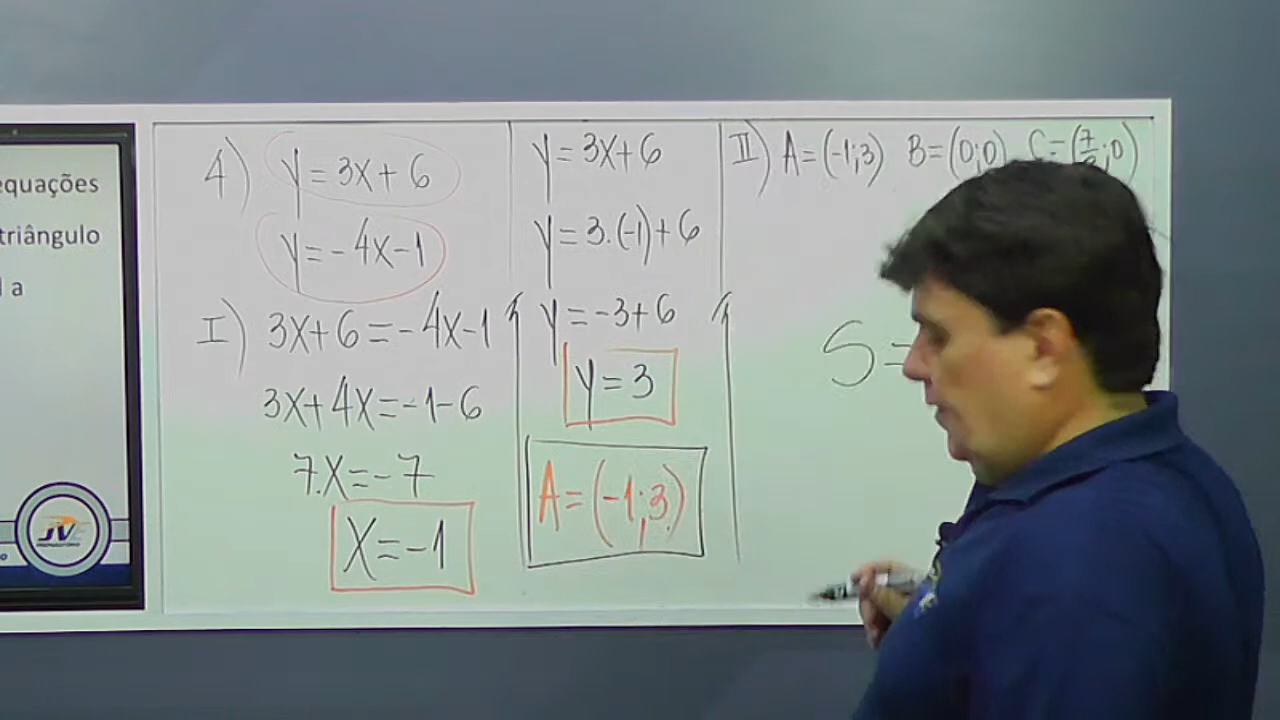 equações
triângulo
l a
JV
4) y=3x+6
y=-4x-1
I) 3x+6=-4x-1
3x+4x=-1-6
7.x=-7
x=-1
y=3x+6
y=3.(-1)+6
y=-3+6
y=3
A=(-1;3)
II) A=(-1;3) B=(0;0) C=(7/ ;0)
S=